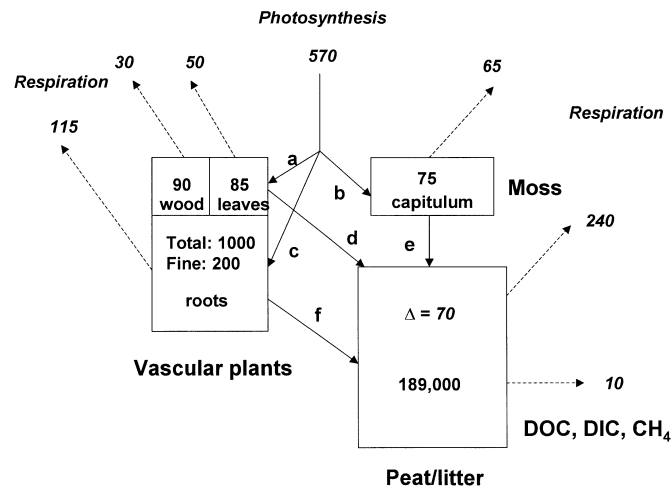 Photosynthesis
570
30
50
65
Respiration
Respiration
115
a
b
90
wood
85
leaves
75
capitulum
Moss
Total: 1000
Fine: 200
roots
c
d
e
240
f
Δ = 70
189,000
10
Vascular plants
DOC, DIC, CH₄
Peat/litter